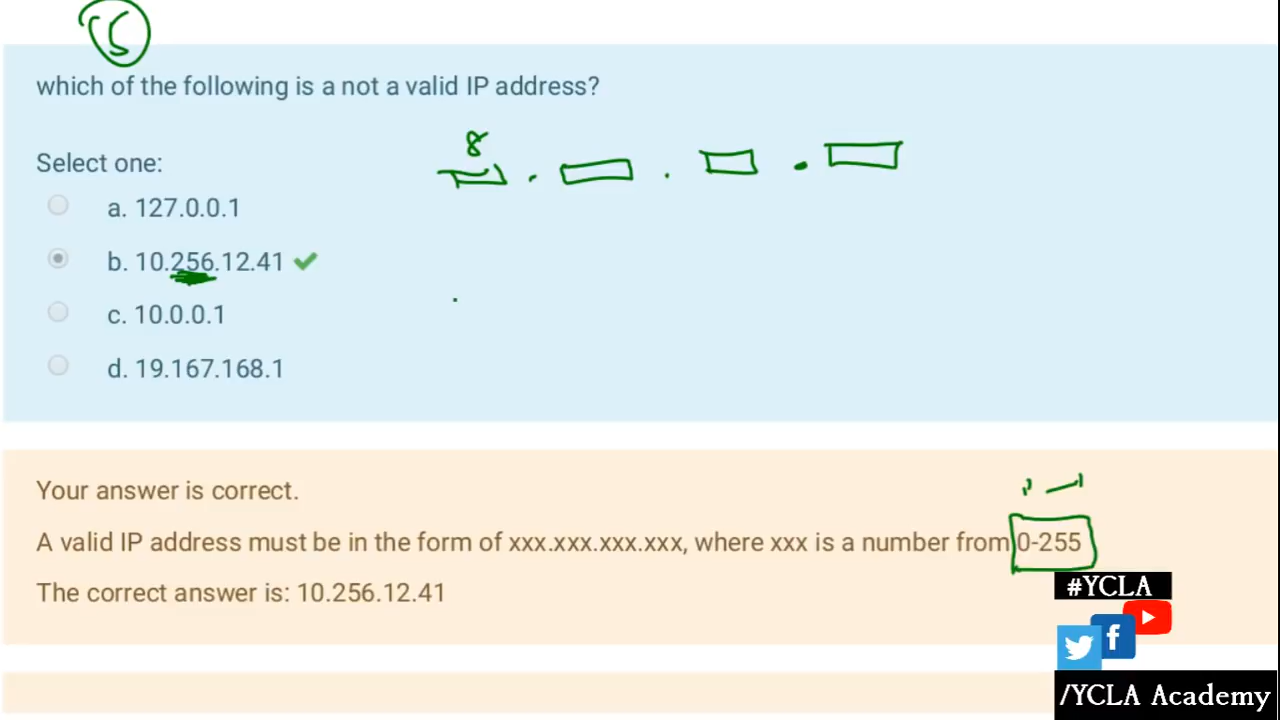 15
which of the following is a not a valid IP address?
8
Select one:
a. 127.0.0.1
b. 10.256.12.41
c. 10.0.0.1
d. 19.167.168.1
Your answer is correct.
A valid IP address must be in the form of xxx.xxx.xxx.xxx, where xxx is a number from 0-255
The correct answer is: 10.256.12.41
#YCLA
/YCLA Academy